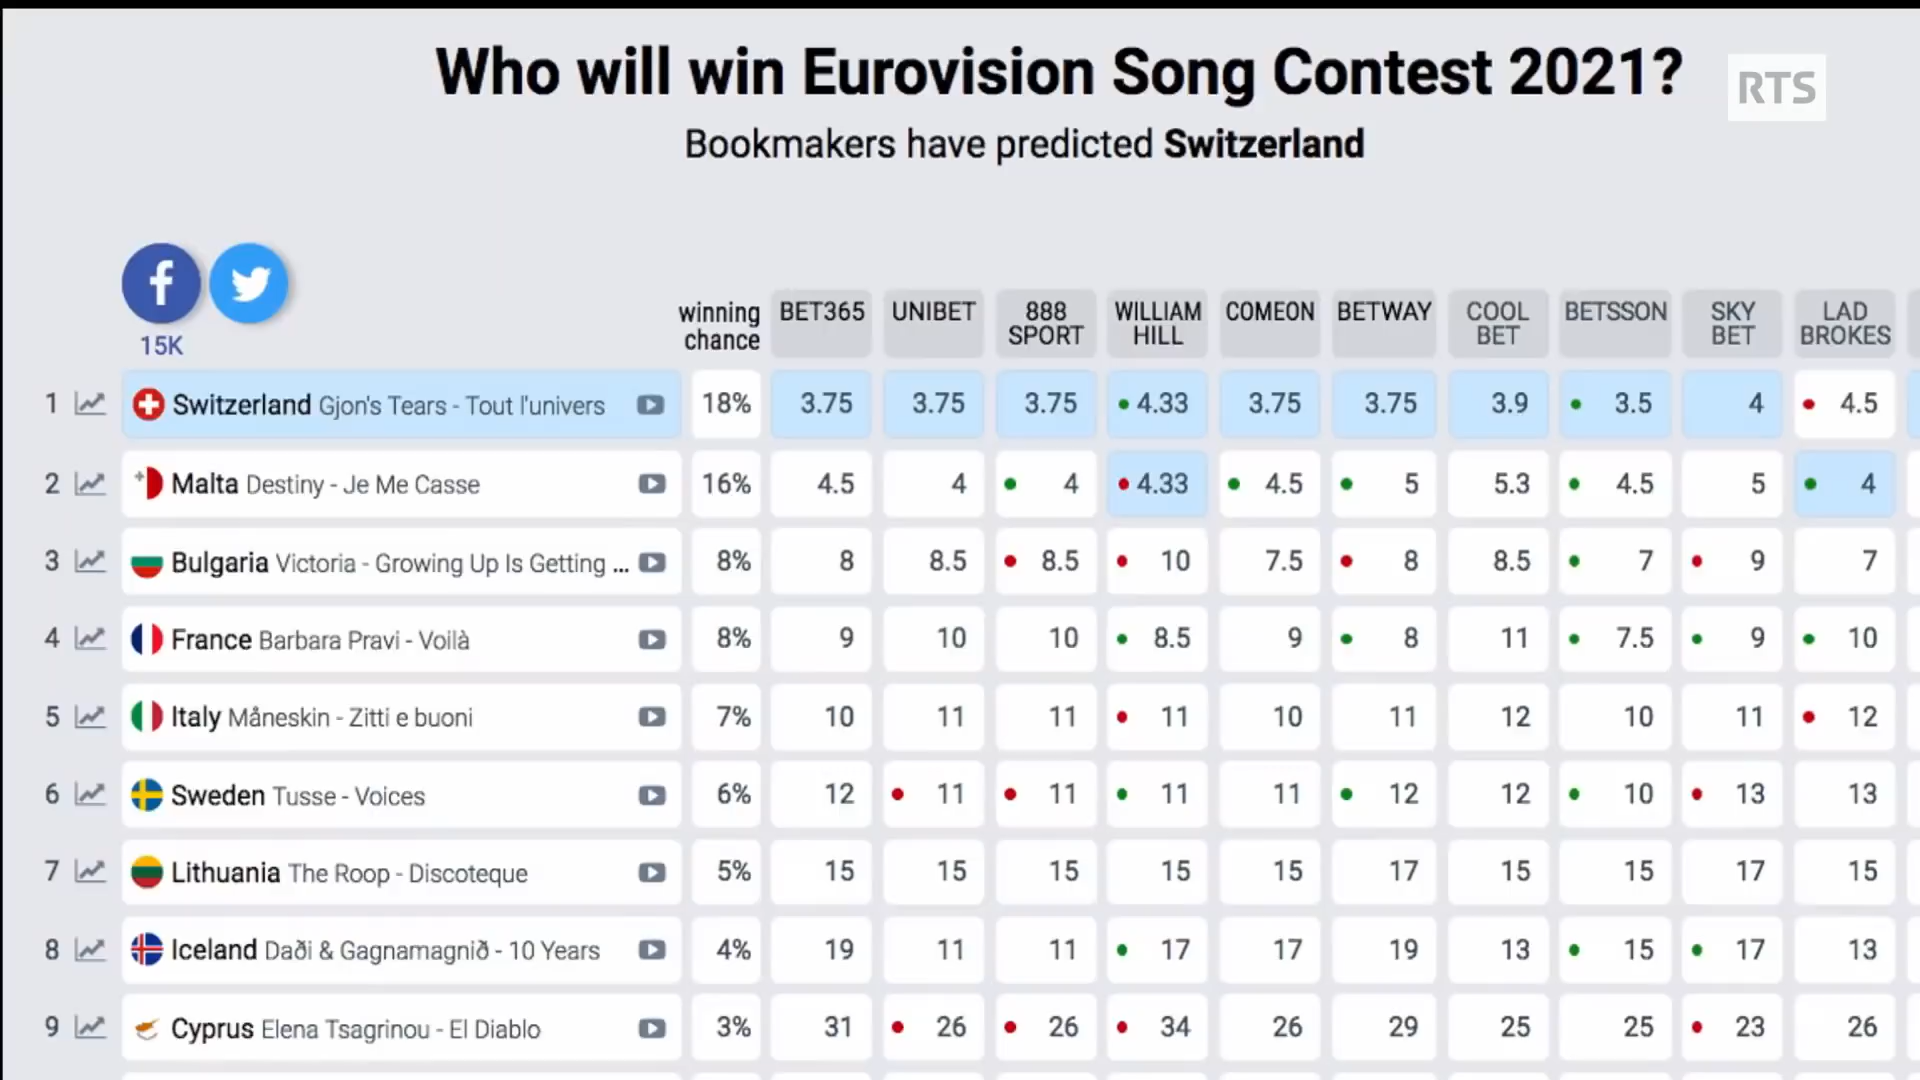 Who will win Eurovision Song Contest 2021?
RTS
Bookmakers have predicted Switzerland
15K
winning chance BET365 UNIBET 888 SPORT WILLIAM HILL COMEON BETWAY COOL BET BETSSON SKY BET LAD BROKES
1 Switzerland Gjon's Tears - Tout l'univers 18% 3.75 3.75 3.75 4.33 3.75 3.75 3.9 3.5 4 4.5
2 Malta Destiny - Je Me Casse 16% 4.5 4 4 4.33 4.5 5 5.3 4.5 5 4
3 Bulgaria Victoria - Growing Up Is Getting ... 8% 8 8.5 8.5 10 7.5 8 8.5 7 9 7
4 France Barbara Pravi - Voilà 8% 9 10 10 8.5 9 8 11 7.5 9 10
5 Italy Måneskin - Zitti e buoni 7% 10 11 11 11 10 11 12 10 11 12
6 Sweden Tusse - Voices 6% 12 11 11 11 11 12 12 10 13 13
7 Lithuania The Roop - Discoteque 5% 15 15 15 15 15 17 15 15 17 15
8 Iceland Daði & Gagnamagnið - 10 Years 4% 19 11 11 17 17 19 13 15 17 13
9 Cyprus Elena Tsagrinou - El Diablo 3% 31 26 26 34 26 29 25 25 23 26